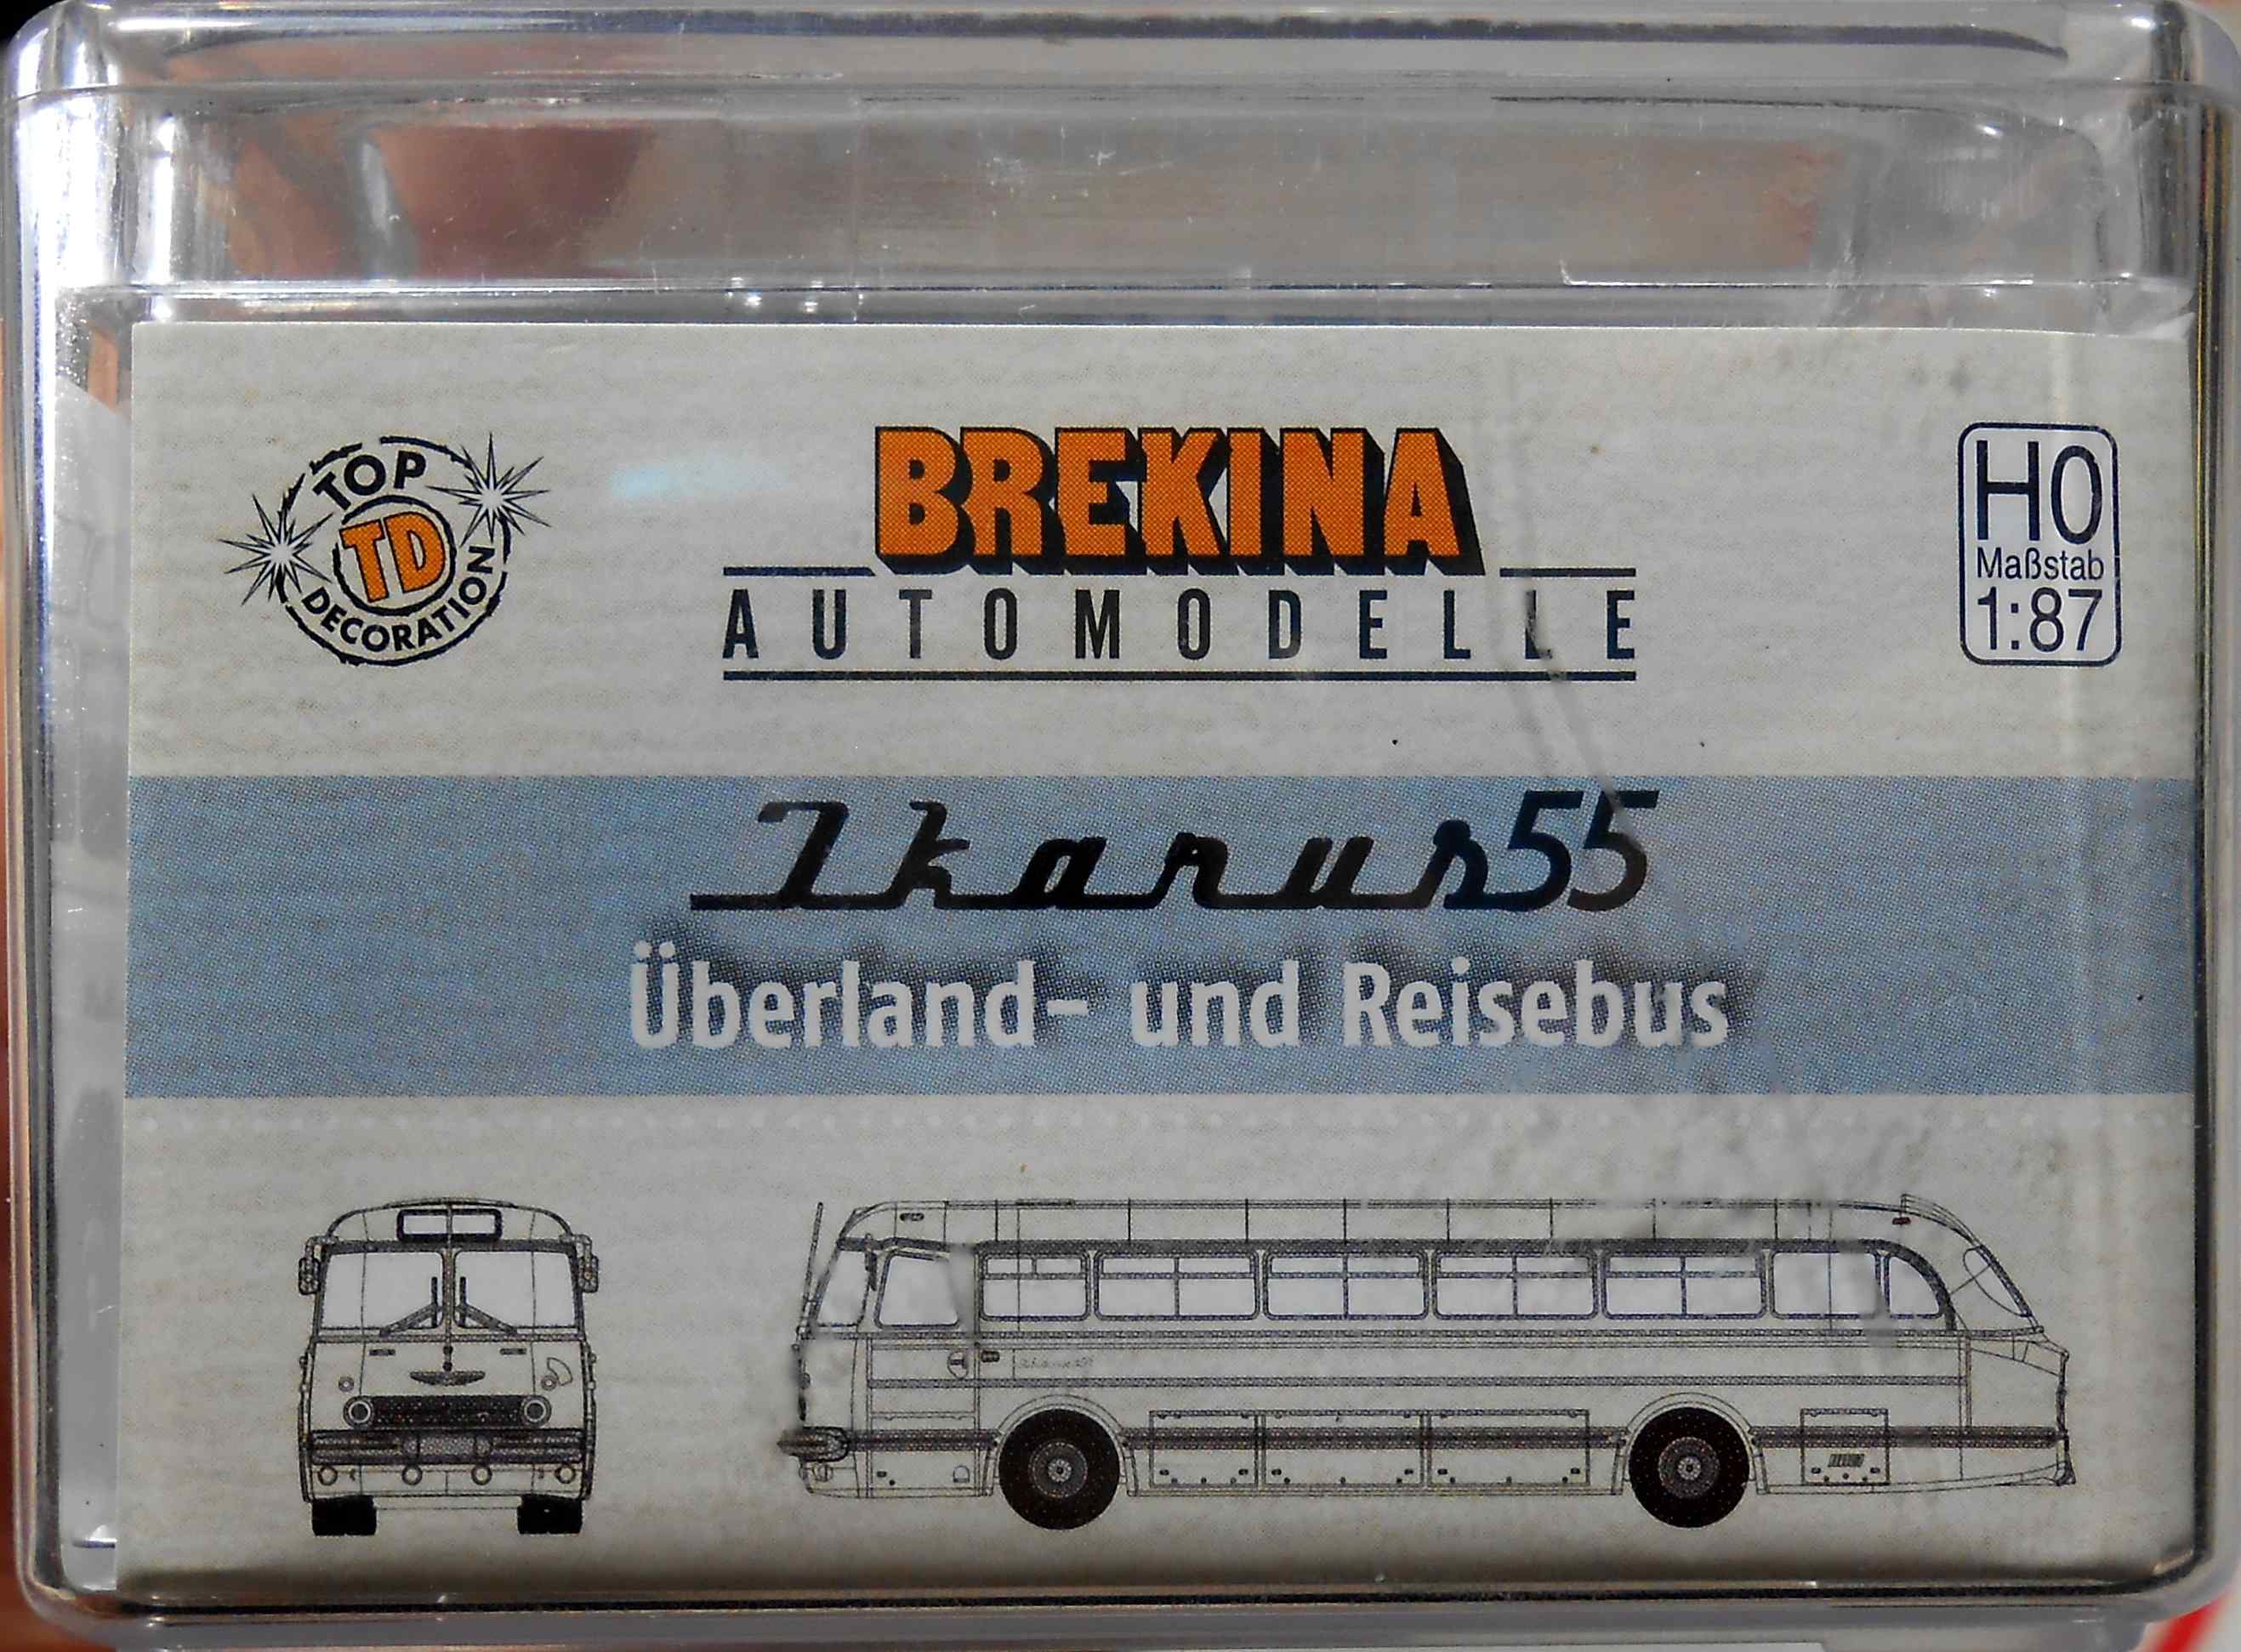 TOP
TD
DECORATION
BREKINA
AUTOMODELLE
H0
Maßstab
1:87
Ikarus55
Überland- und Reisebus